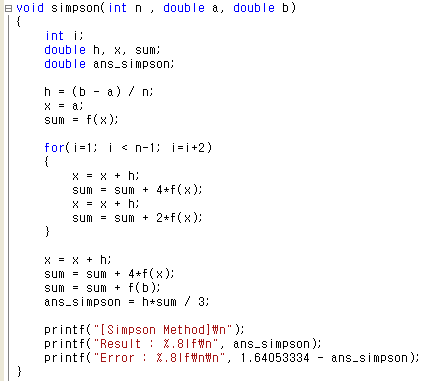 void simpson(int n , double a, double b)
{
    int i;
    double h, x, sum;
    double ans_simpson;

    h = (b - a) / n;
    x = a;
    sum = f(x);

    for(i=1; i < n-1; i=i+2)
    {
        x = x + h;
        sum = sum + 4*f(x);
        x = x + h;
        sum = sum + 2*f(x);
    }

    x = x + h;
    sum = sum + 4*f(x);
    sum = sum + f(b);
    ans_simpson = h*sum / 3;

    printf("[Simpson Method]₩n");
    printf("Result : %.8lf₩n", ans_simpson);
    printf("Error : %.8lf₩n₩n", 1.64053334 - ans_simpson);
}